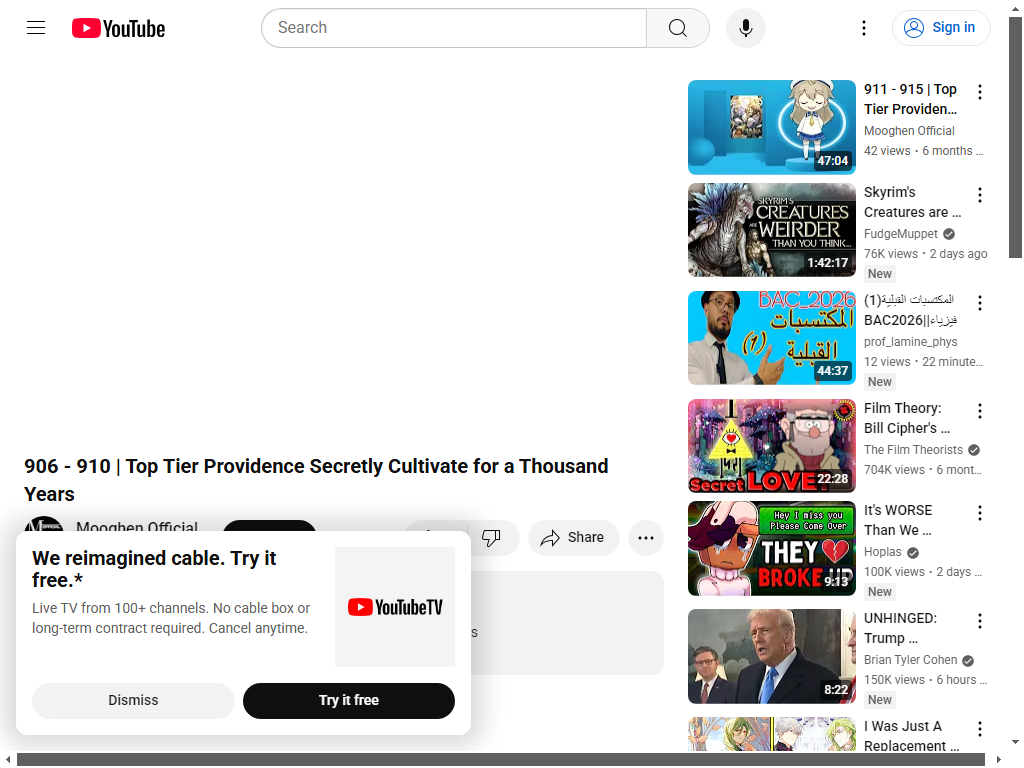 YouTube
Search
Sign in
47:04
911 - 915 | Top
Tier Providen…
Mooghen Official
42 views • 6 months …
SKYRIM'S
CREATURES
ARE
WEIRDER
THAN YOU THINK...
1:42:17
Skyrim's
Creatures are …
FudgeMuppet
76K views • 2 days ago
New
BAC_2026
المكتسبات
القبلية
(1)
44:37
المكتسبات القبلية(1)
فيزياء||BAC2026
prof_lamine_phys
12 views • 22 minute…
New
Secret LOVE?
22:28
Film Theory:
Bill Cipher's …
The Film Theorists
704K views • 6 mont…
Hey I miss you
Please Come Over
THEY
BROKE UP
9:13
It's WORSE
Than We …
Hoplas
100K views • 2 days …
New
8:22
UNHINGED:
Trump …
Brian Tyler Cohen
150K views • 6 hours …
New
I Was Just A
Replacement …
906 - 910 | Top Tier Providence Secretly Cultivate for a Thousand
Years
Mooghen Official
Share
We reimagined cable. Try it
free.*
Live TV from 100+ channels. No cable box or
long-term contract required. Cancel anytime.
YouTubeTV
Dismiss
Try it free